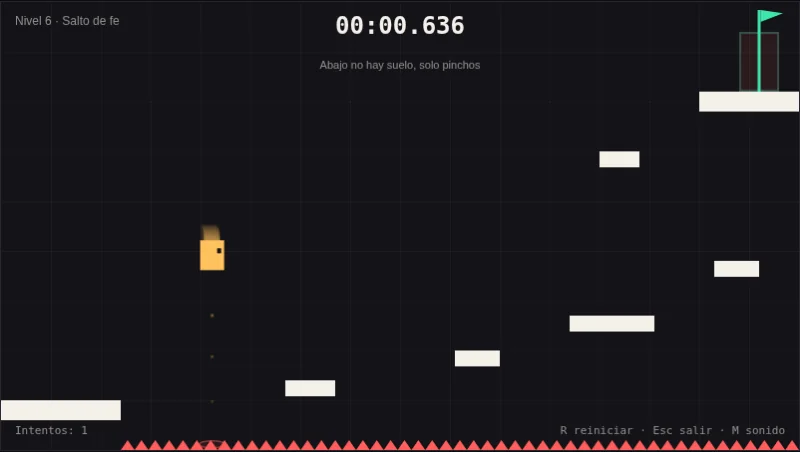 Nivel 6 · Salto de fe
00:00.636
Abajo no hay suelo, solo pinchos
Intentos: 1
R reiniciar · Esc salir · M sonido